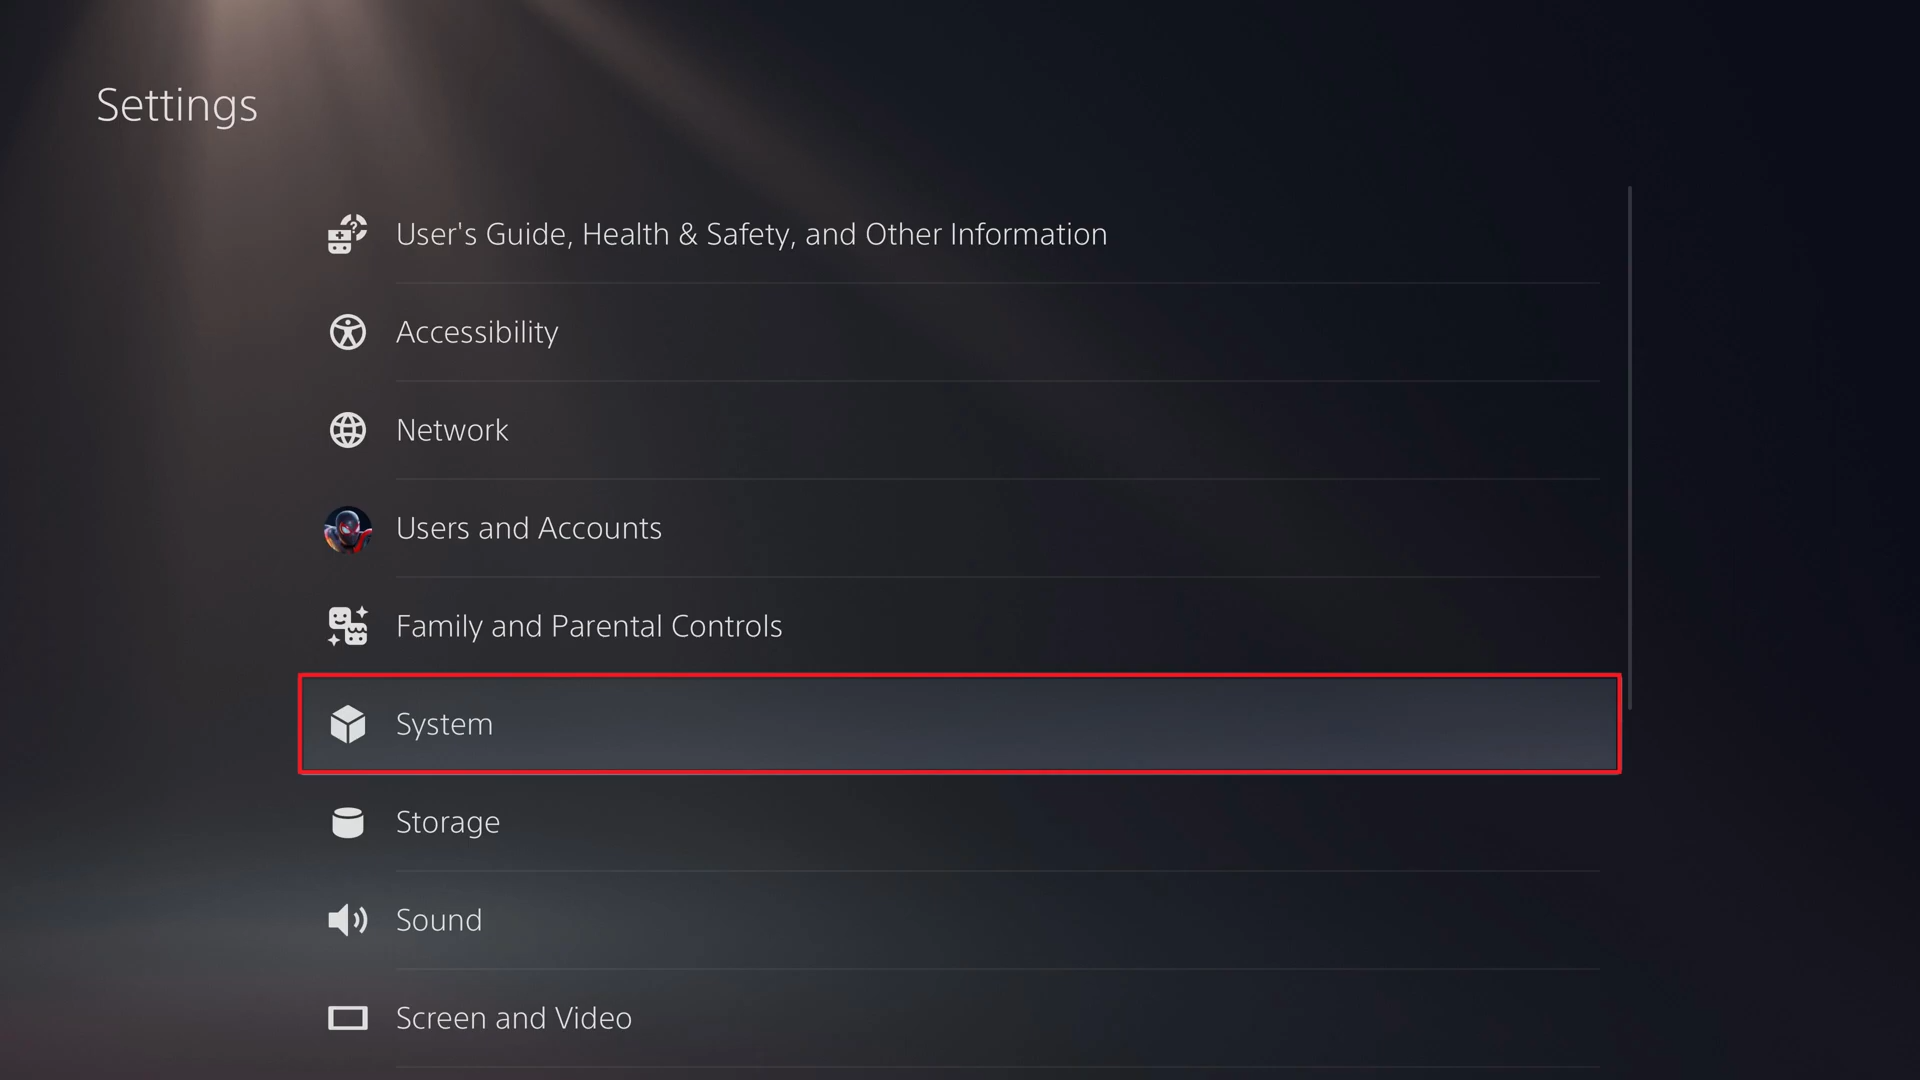 Settings
User's Guide, Health & Safety, and Other Information
Accessibility
Network
Users and Accounts
Family and Parental Controls
System
Storage
Sound
Screen and Video